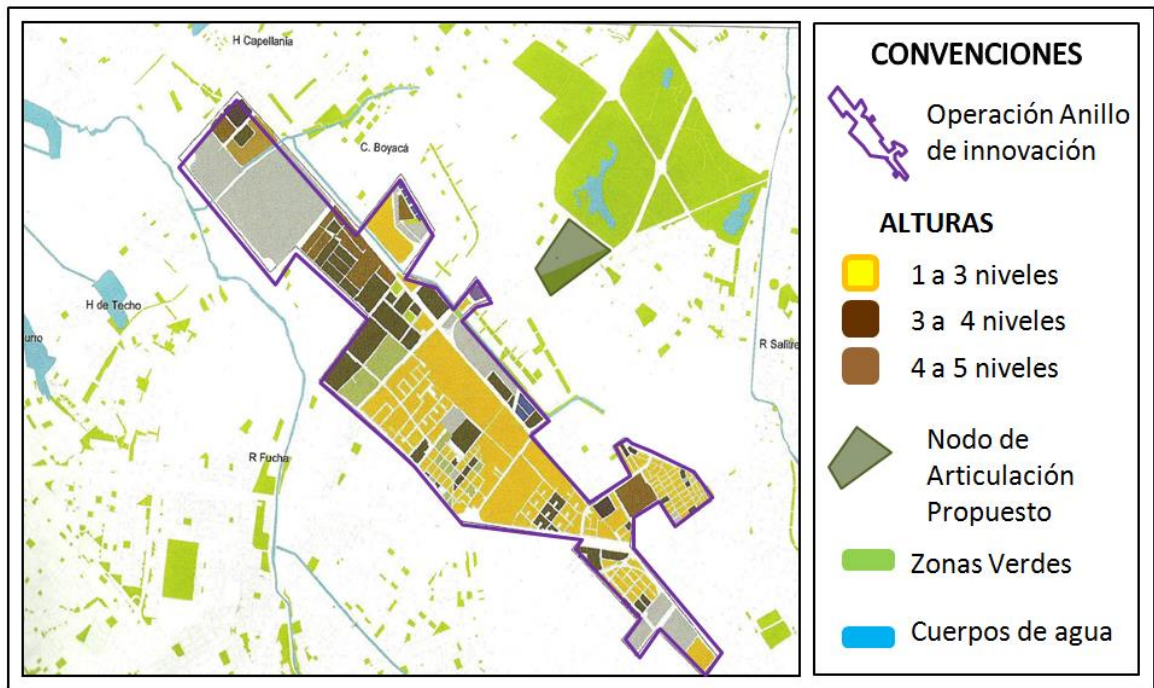 H Capellanía
C. Boyacá
H de Techo
uno
R Salitre
R Fucha
CONVENCIONES
Operación Anillo
de innovación
ALTURAS
1 a 3 niveles
3 a 4 niveles
4 a 5 niveles
Nodo de
Articulación
Propuesto
Zonas Verdes
Cuerpos de agua